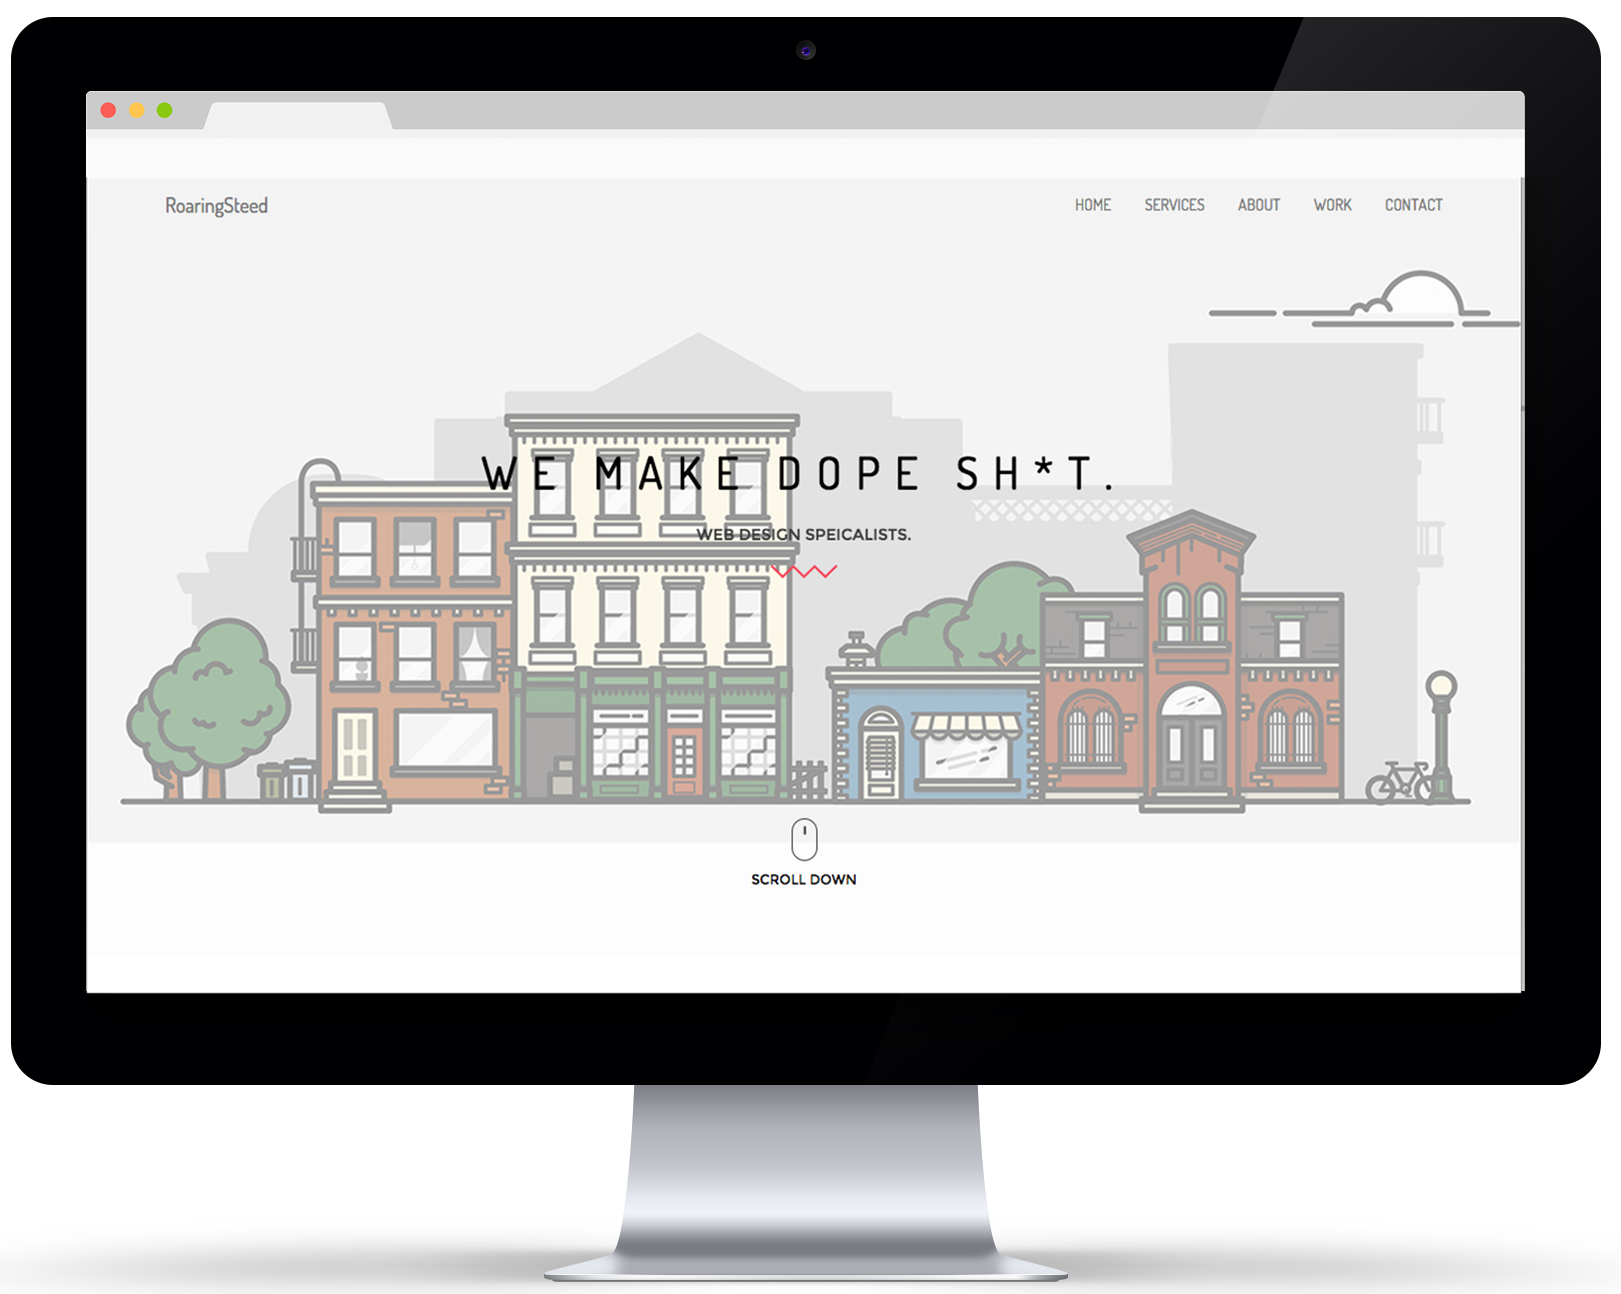 RoaringSteed
HOME SERVICES ABOUT WORK CONTACT
WE MAKE DOPE SH*T.
WEB DESIGN SPEICALISTS.
SCROLL DOWN